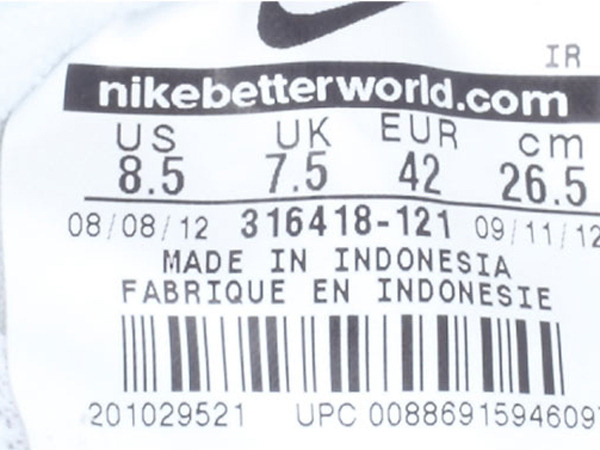 IR
nikebetterworld.com
US UK EUR cm
8.5 7.5 42 26.5
08/08/12 316418-121 09/11/12
MADE IN INDONESIA
FABRIQUE EN INDONESIE
201029521 UPC 00886915946097